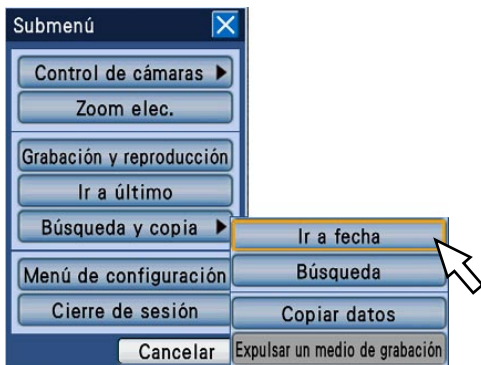 Submenú
Control de cámaras
Zoom elec.
Grabación y reproducción
Ir a último
Búsqueda y copia
Ir a fecha
Búsqueda
Menú de configuración
Cierre de sesión
Copiar datos
Cancelar
Expulsar un medio de grabación